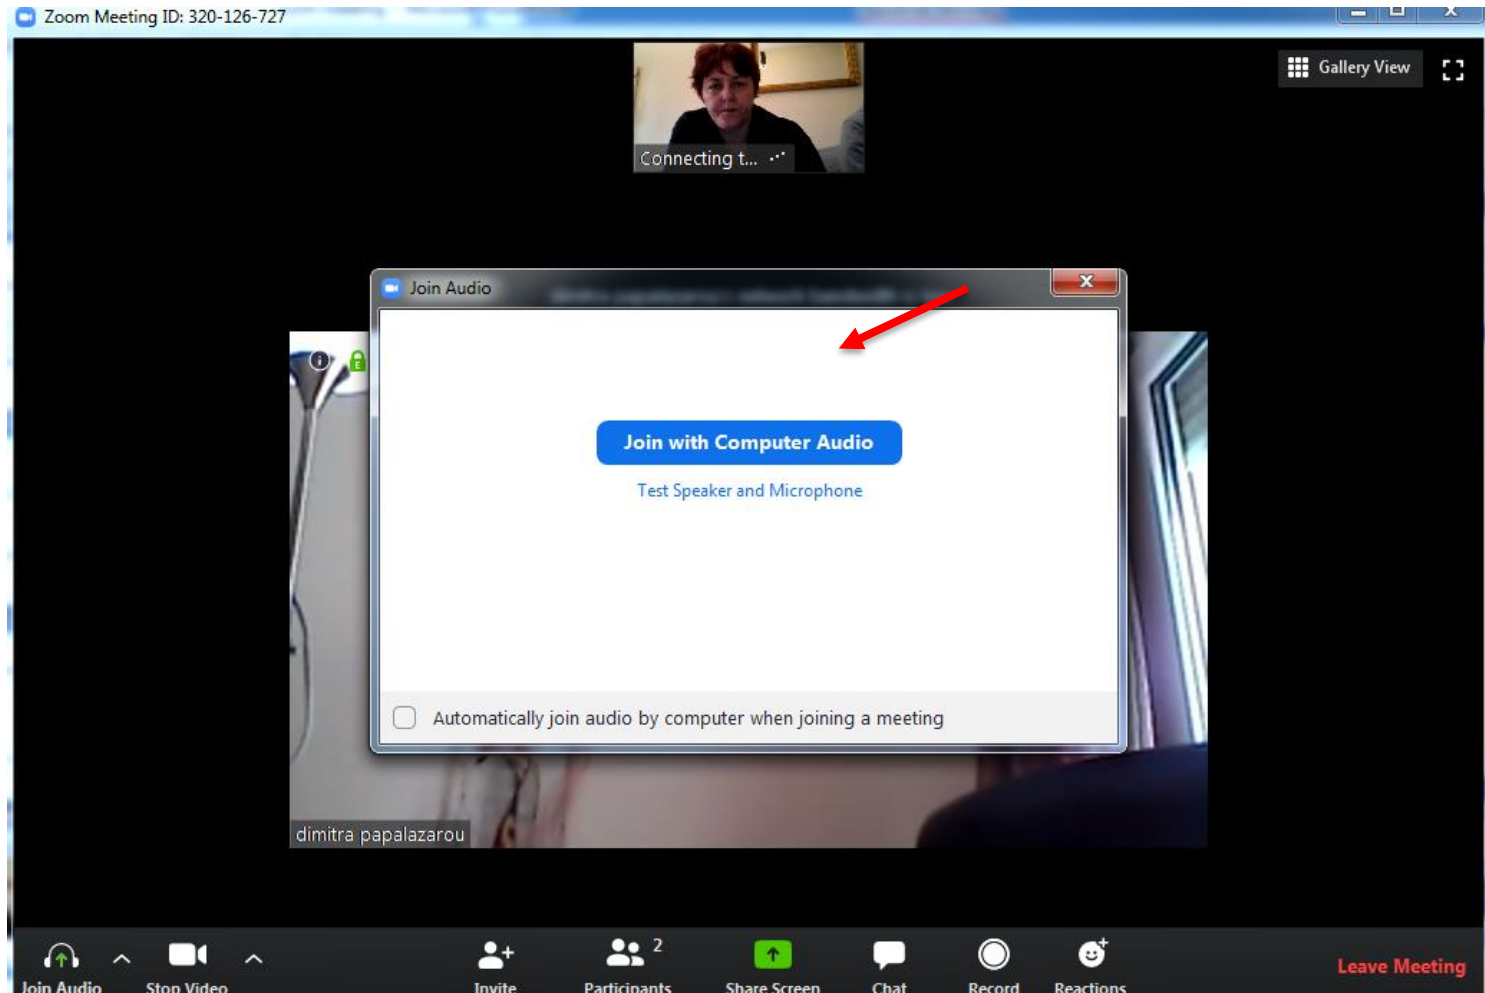 Zoom Meeting ID: 320-126-727
Gallery View
Connecting t...
Join Audio
Join with Computer Audio
Test Speaker and Microphone
Automatically join audio by computer when joining a meeting
dimitra papalazarou
2
Join Audio
Stop Video
Invite
Participants
Share Screen
Chat
Record
Reactions
Leave Meeting